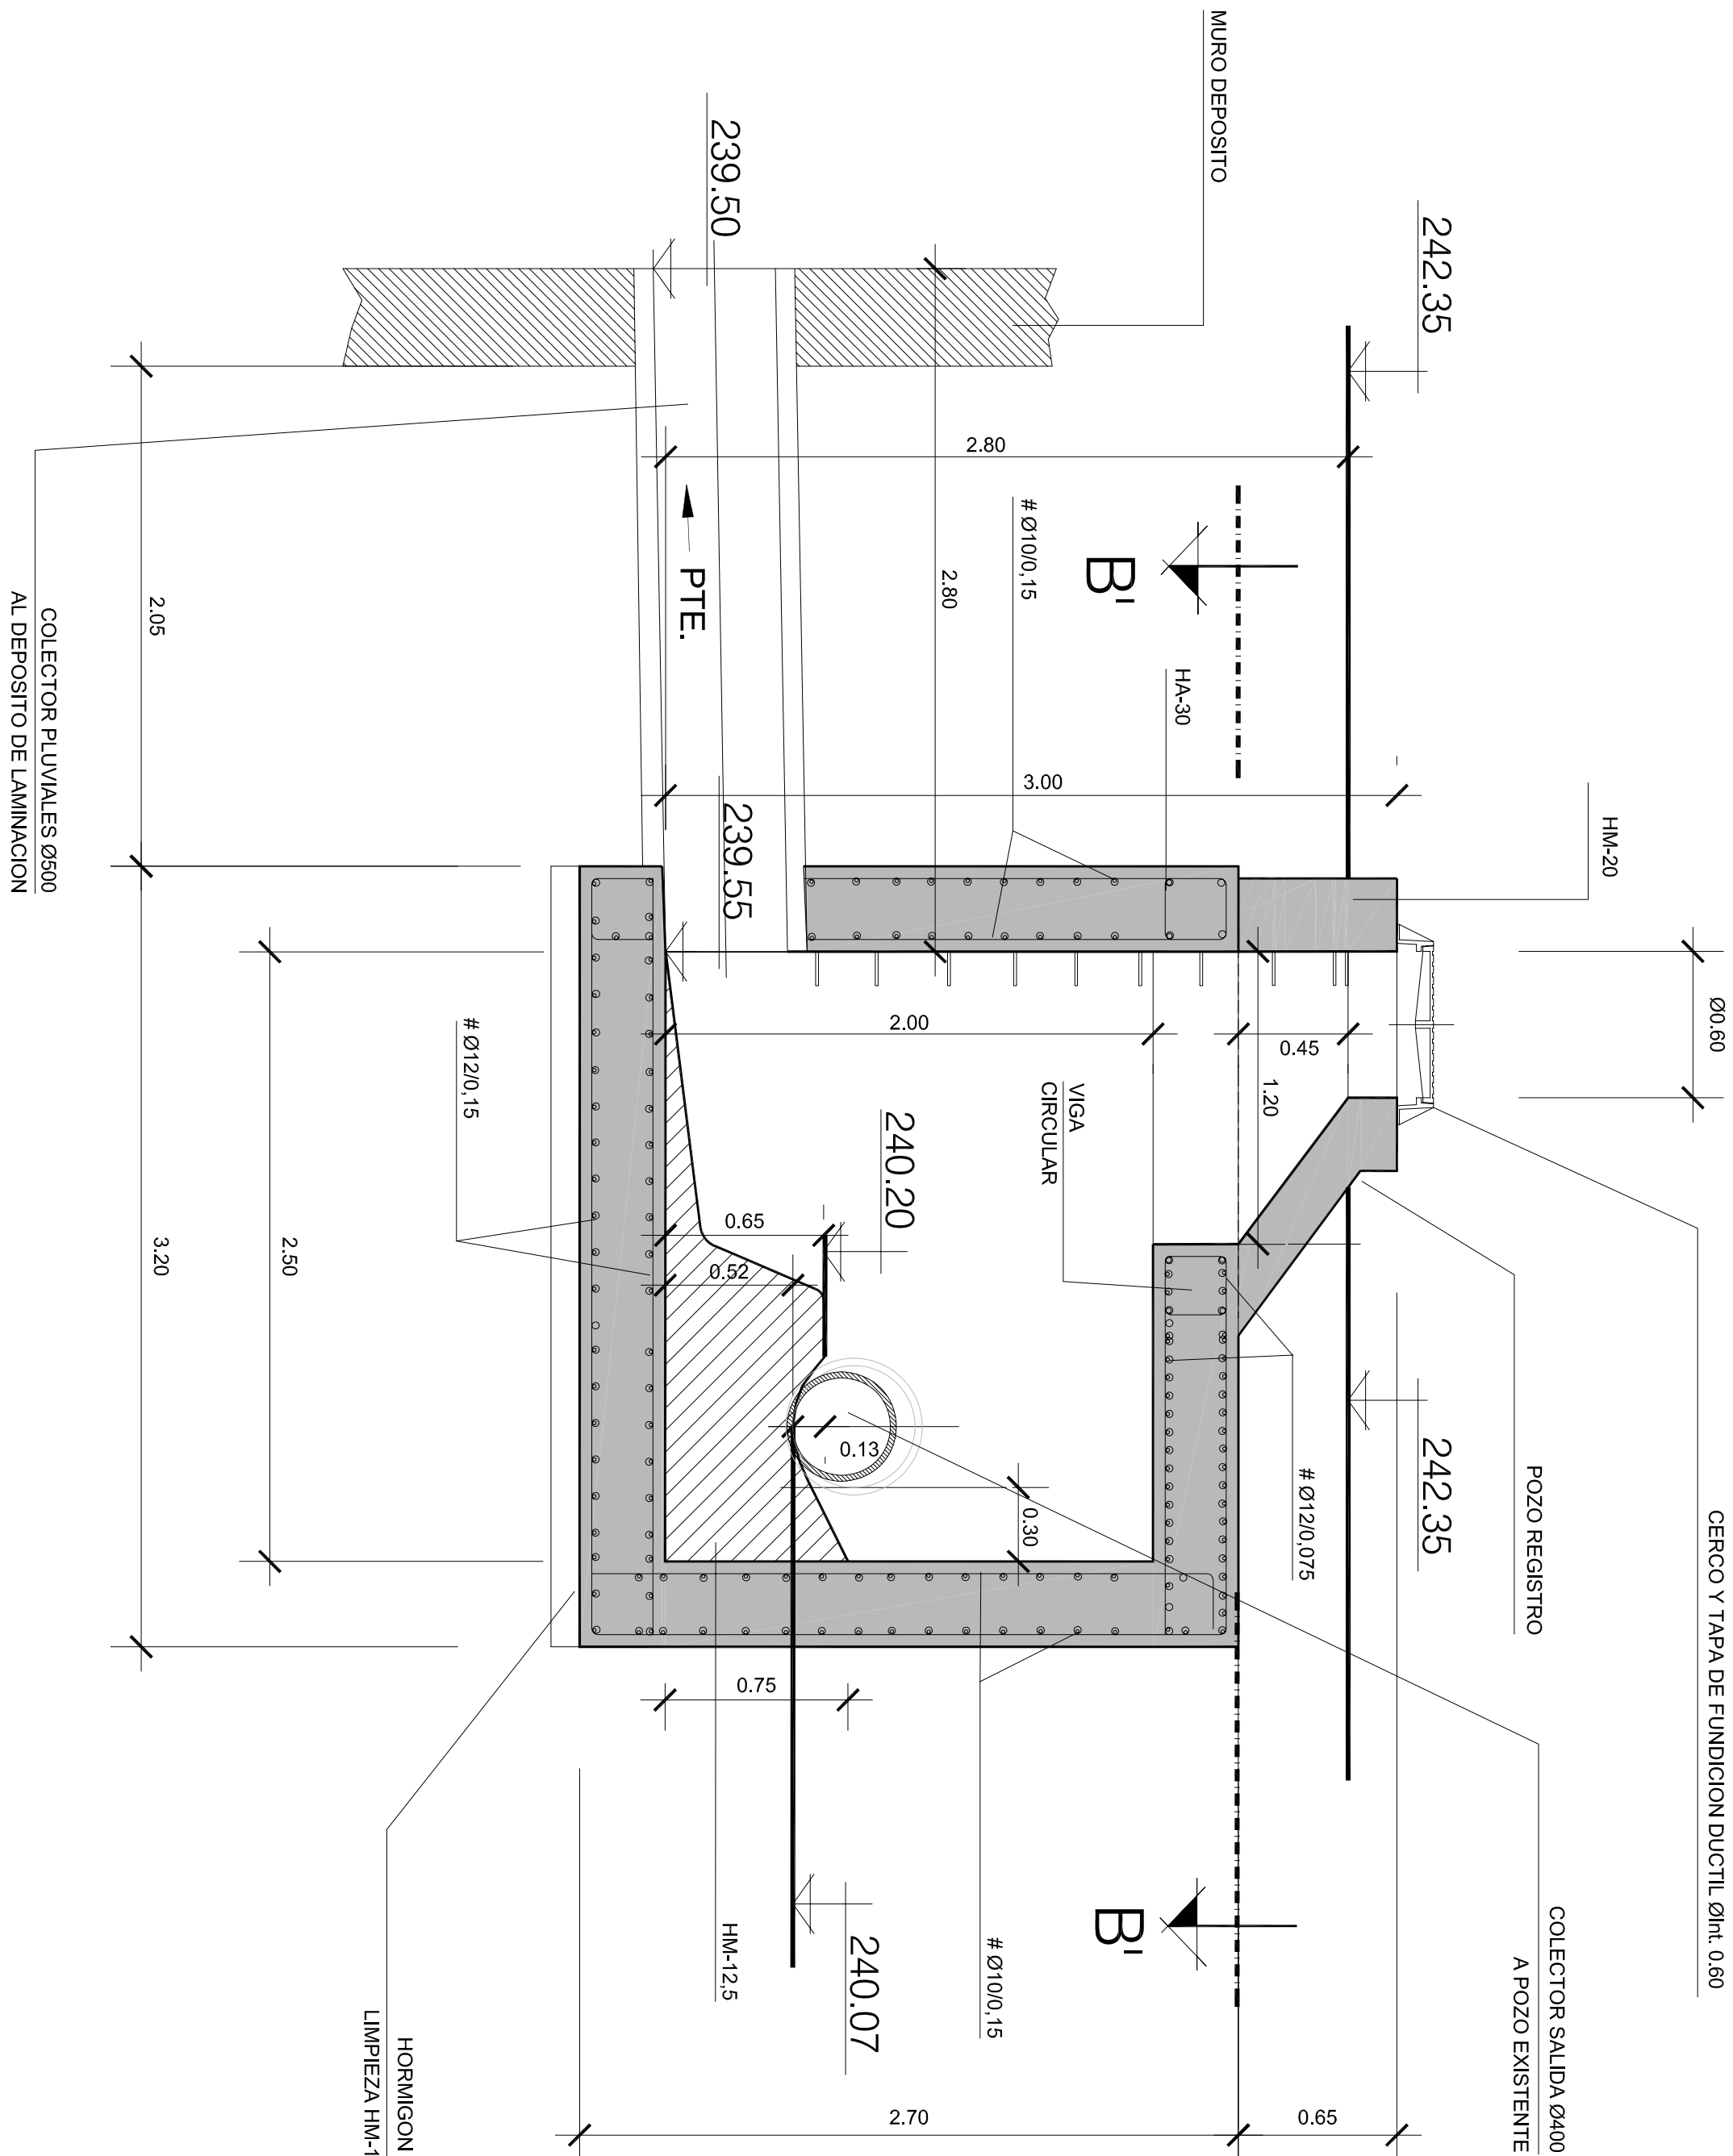 CERCO Y TAPA DE FUNDICION DUCTIL ØInt. 0.60
Ø0.60
HM-20
COLECTOR SALIDA Ø400
A POZO EXISTENTE
POZO REGISTRO
242.35
242.35
MURO DEPOSITO
0.65
0.45
1.20
# Ø12/0,075
HA-30
B'
B'
# Ø10/0,15
VIGA
CIRCULAR
2.80
3.00
2.00
0.30
# Ø10/0,15
2.80
2.70
240.20
240.07
0.13
0.65
0.52
0.75
239.50
239.55
HM-12,5
PTE.
# Ø12/0,15
HORMIGON
LIMPIEZA HM-1
2.50
2.05
3.20
COLECTOR PLUVIALES Ø500
AL DEPOSITO DE LAMINACION